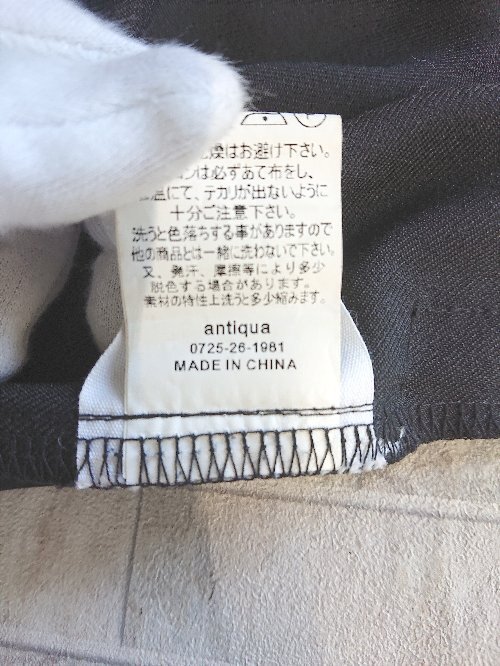 燥はお避け下さい。
ンは必ずあて布をし、
温にて、テカリが出ないように
十分ご注意下さい。
洗うと色落ちする事がありますので
他の商品とは一緒に洗わないで下さい。
又、発汗、摩擦等により多少
脱色する場合があります。
素材の特性上洗うと多少縮みます。
antiqua
0725-26-1981
MADE IN CHINA